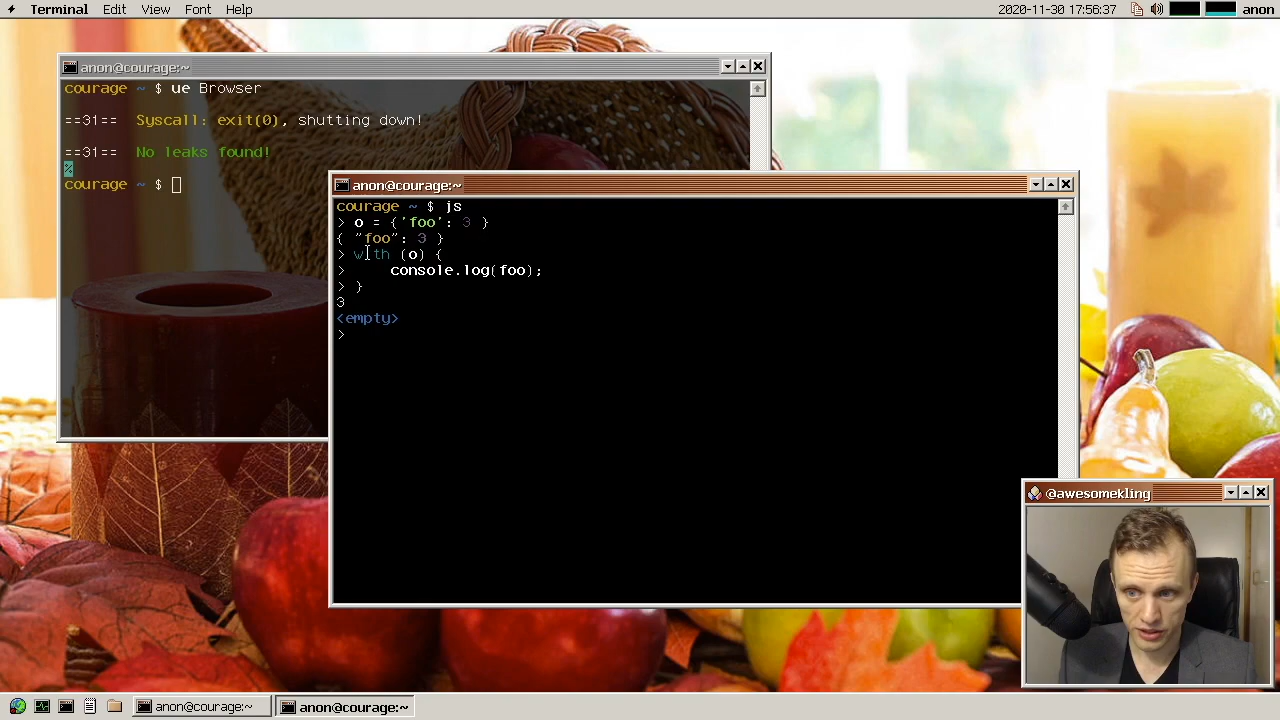 Terminal Edit View Font Help 2020-11-30 17:56:37 anon
anon@courage:~
courage ~ $ ue Browser
==31== Syscall: exit(0), shutting down!
==31== No leaks found!
%
courage ~ $
anon@courage:~
courage ~ $ js
> o = {'foo': 3 }
{ "foo": 3 }
> with (o) {
> console.log(foo);
> }
3
<empty>
>
@awesomekling
anon@courage:~ anon@courage:~